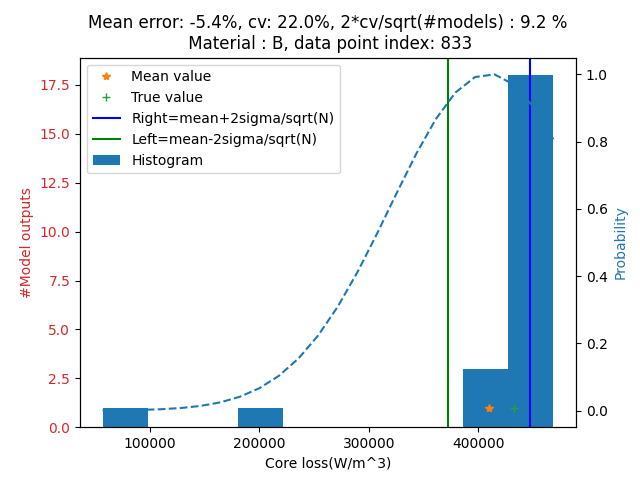 Mean error: -5.4%, cv: 22.0%, 2*cv/sqrt(#models) : 9.2 %
Material : B, data point index: 833
Mean value
True value
Right=mean+2sigma/sqrt(N)
Left=mean-2sigma/sqrt(N)
Histogram
17.5
15.0
12.5
10.0
7.5
5.0
2.5
0.0
#Model outputs
1.0
0.8
0.6
0.4
0.2
0.0
Probability
100000 200000 300000 400000
Core loss(W/m^3)